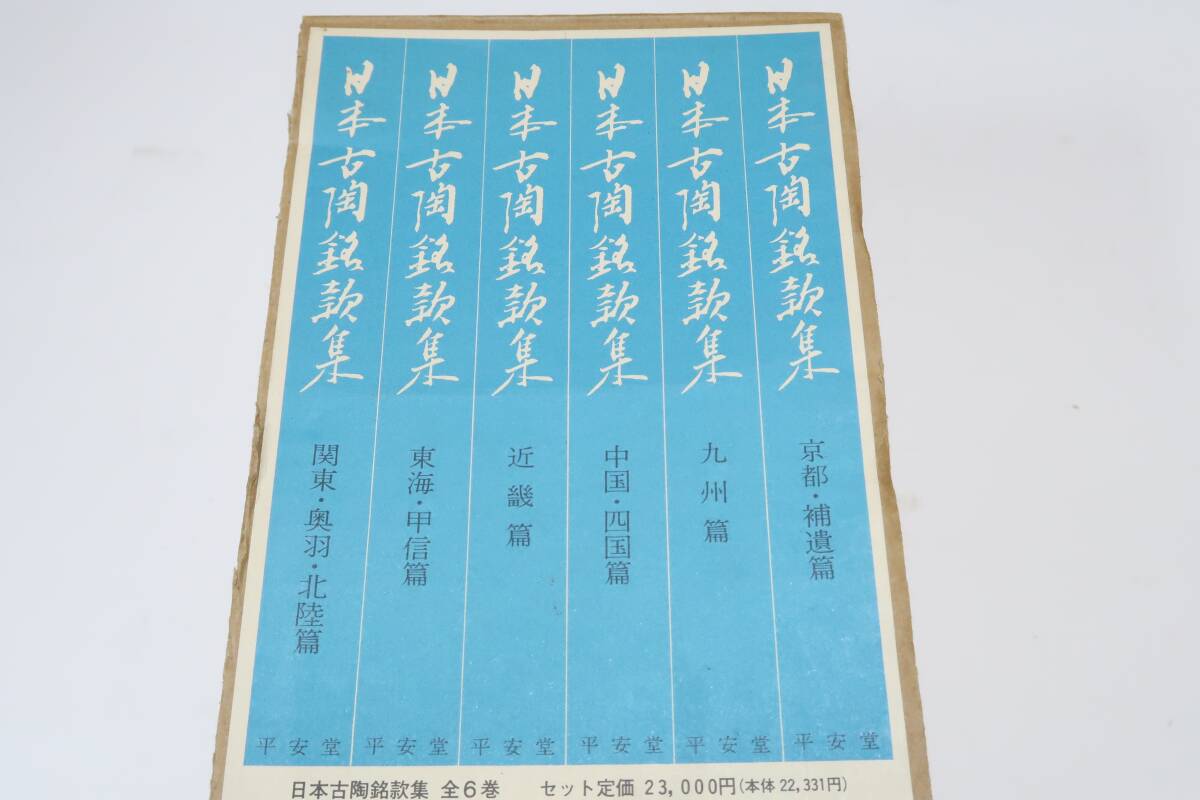 日本古陶銘款集
京都・補遺篇
平安堂
日本古陶銘款集
九州篇
平安堂
日本古陶銘款集
中国・四国篇
平安堂
日本古陶銘款集
近畿篇
平安堂
日本古陶銘款集
東海・甲信篇
平安堂
日本古陶銘款集
関東・奥羽・北陸篇
平安堂
日本古陶銘款集 全6巻 セット定価 23,000円(本体 22,331円)